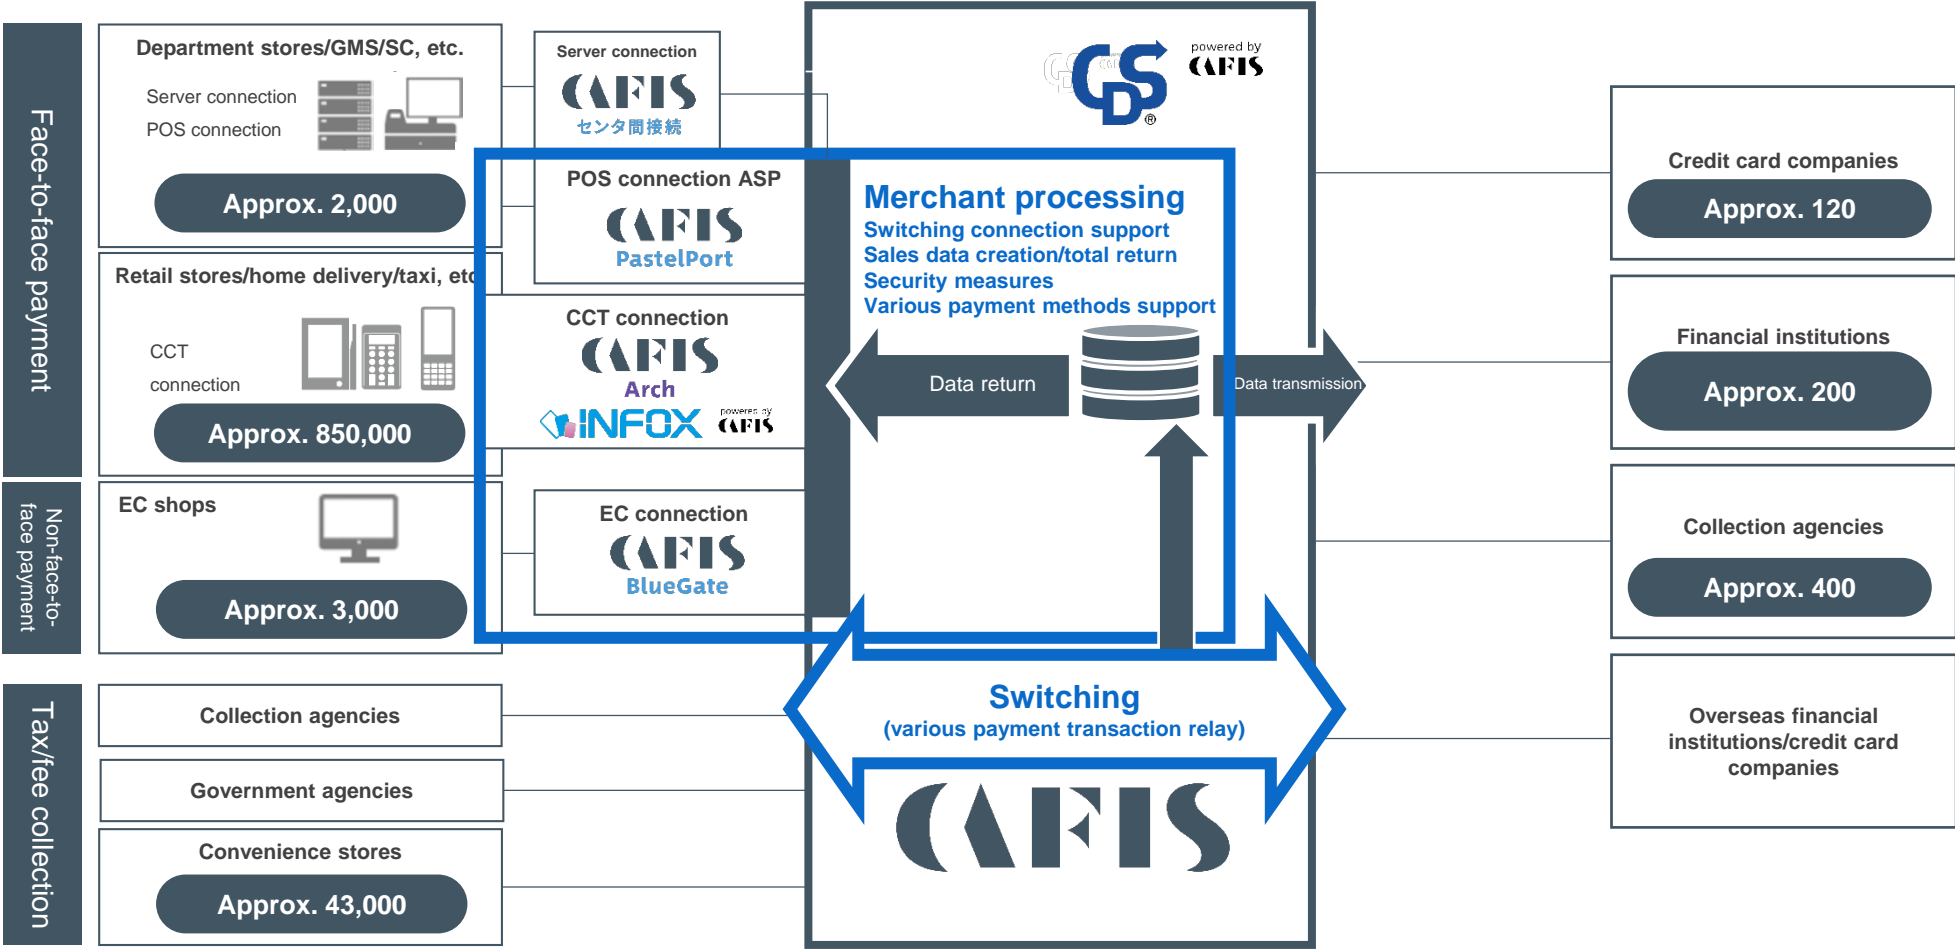 Face-to-face payment
Department stores/GMS/SC, etc.
Server connection
POS connection
Approx. 2,000
Retail stores/home delivery/taxi, etc
CCT
connection
Approx. 850,000
Non-face-to-
face payment
EC shops
Approx. 3,000
Tax/fee collection
Collection agencies
Government agencies
Convenience stores
Approx. 43,000
Server connection
CAFIS
センタ間接続
POS connection ASP
CAFIS
PastelPort
CCT connection
CAFIS
Arch
INFOX powered by
CAFIS
EC connection
CAFIS
BlueGate
CDS®
powered by
CAFIS
Merchant processing
Switching connection support
Sales data creation/total return
Security measures
Various payment methods support
Data return
Data transmission
Switching
(various payment transaction relay)
CAFIS
Credit card companies
Approx. 120
Financial institutions
Approx. 200
Collection agencies
Approx. 400
Overseas financial
institutions/credit card
companies